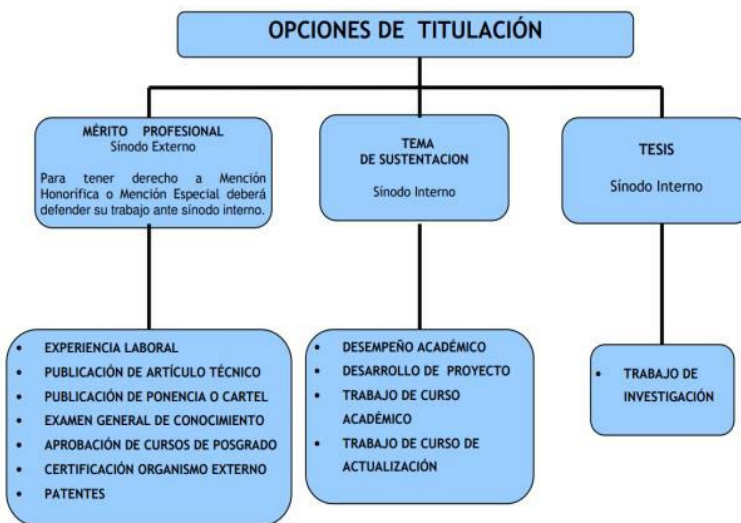 OPCIONES DE TITULACIÓN
MÉRITO PROFESIONAL
Sínodo Externo
Para tener derecho a Mención
Honorífica o Mención Especial deberá
defender su trabajo ante sínodo interno.
TEMA
DE SUSTENTACION
Sínodo Interno
TESIS
Sínodo Interno
• EXPERIENCIA LABORAL
• PUBLICACIÓN DE ARTÍCULO TÉCNICO
• PUBLICACIÓN DE PONENCIA O CARTEL
• EXAMEN GENERAL DE CONOCIMIENTO
• APROBACIÓN DE CURSOS DE POSGRADO
• CERTIFICACIÓN ORGANISMO EXTERNO
• PATENTES
• DESEMPEÑO ACADÉMICO
• DESARROLLO DE PROYECTO
• TRABAJO DE CURSO
ACADÉMICO
• TRABAJO DE CURSO DE
ACTUALIZACIÓN
• TRABAJO DE
INVESTIGACIÓN